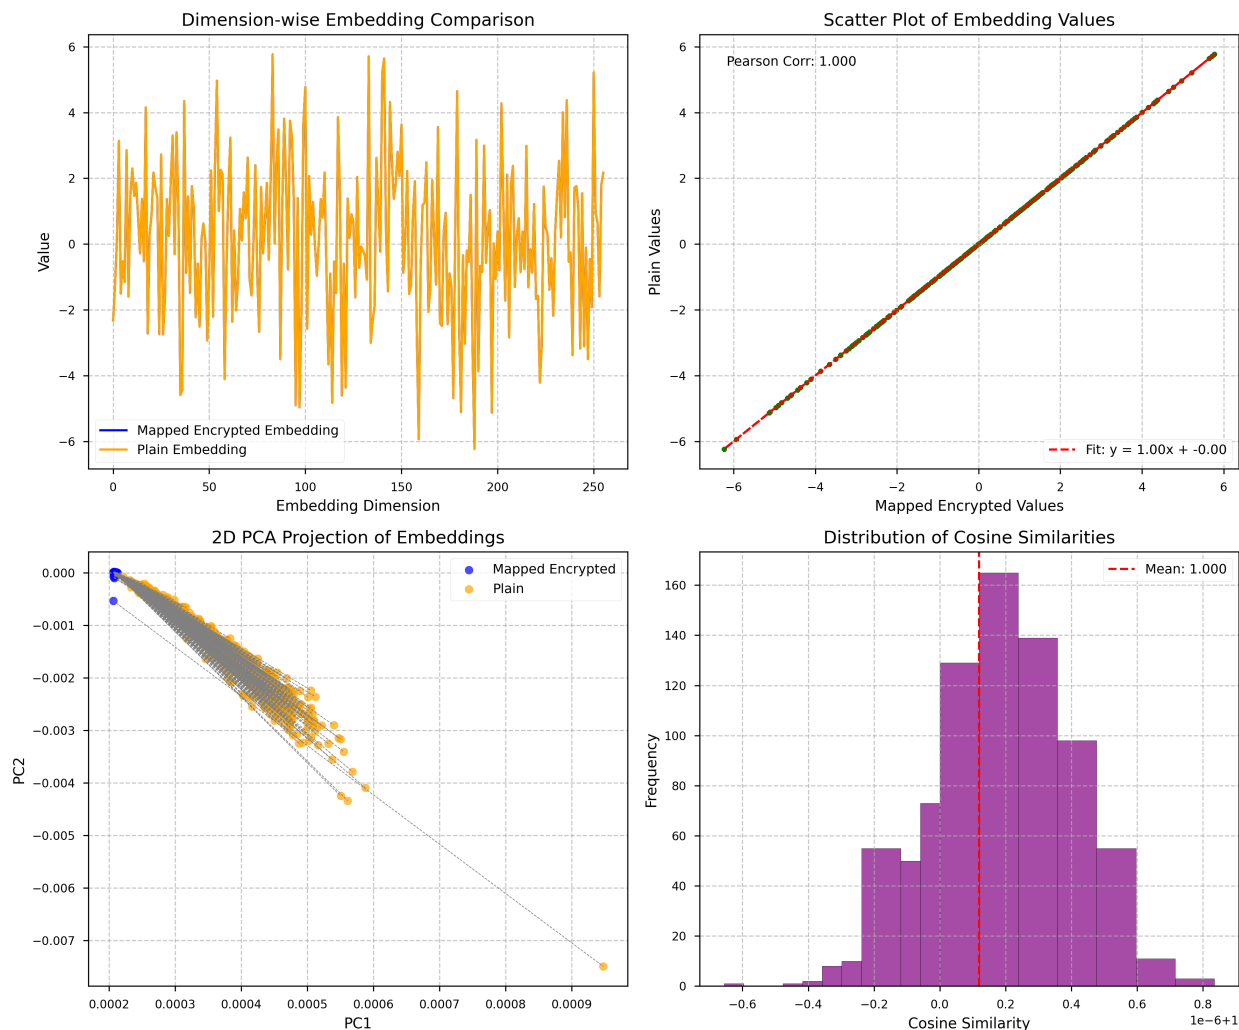 Dimension-wise Embedding Comparison
Value
6
4
2
0
−2
−4
−6
Mapped Encrypted Embedding
Plain Embedding
0 50 100 150 200 250
Embedding Dimension
Scatter Plot of Embedding Values
Plain Values
6
4
2
0
−2
−4
−6
Pearson Corr: 1.000
Fit: y = 1.00x + -0.00
−6 −4 −2 0 2 4 6
Mapped Encrypted Values
2D PCA Projection of Embeddings
PC2
0.000
−0.001
−0.002
−0.003
−0.004
−0.005
−0.006
−0.007
Mapped Encrypted
Plain
0.0002 0.0003 0.0004 0.0005 0.0006 0.0007 0.0008 0.0009
PC1
Distribution of Cosine Similarities
Frequency
160
140
120
100
80
60
40
20
0
Mean: 1.000
−0.6 −0.4 −0.2 0.0 0.2 0.4 0.6 0.8
1e−6+1
Cosine Similarity